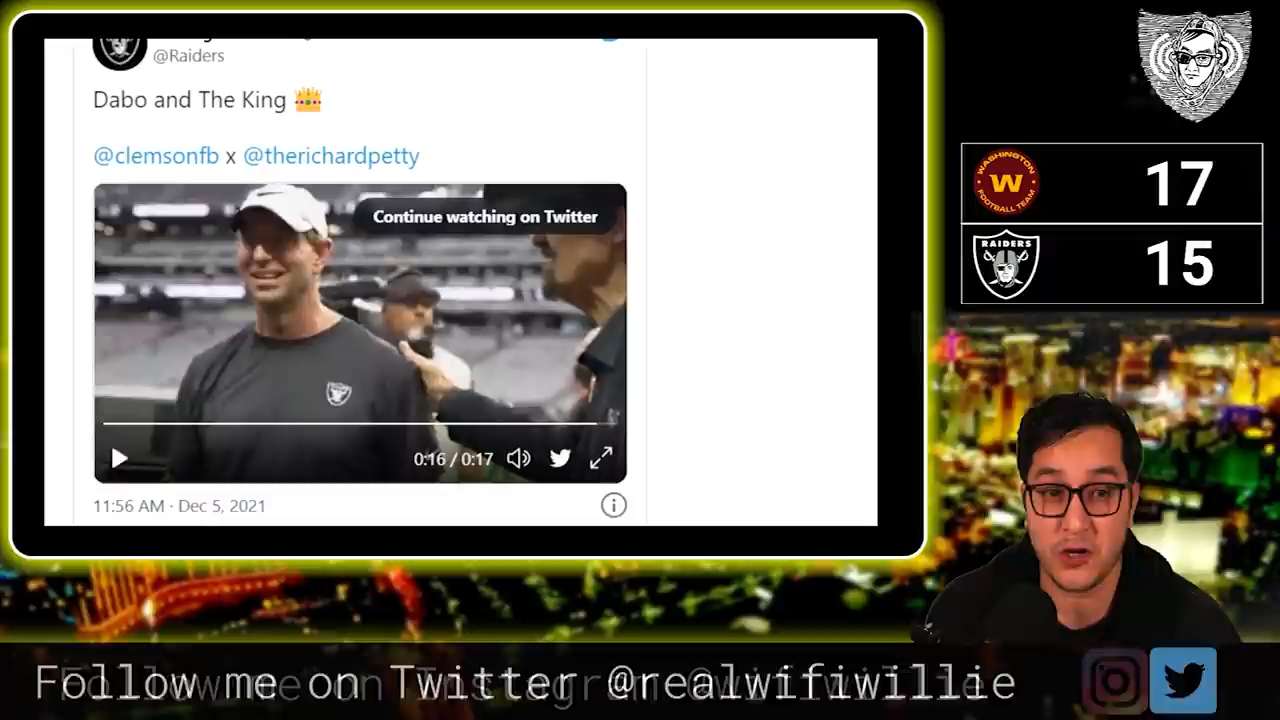 @Raiders
Dabo and The King
@clemsonfb x @therichardpetty
Continue watching on Twitter
0:16 / 0:17
11:56 AM · Dec 5, 2021
WASHINGTON
W
FOOTBALL TEAM
17
RAIDERS
15
Follow me on Twitter @realwifiwillie